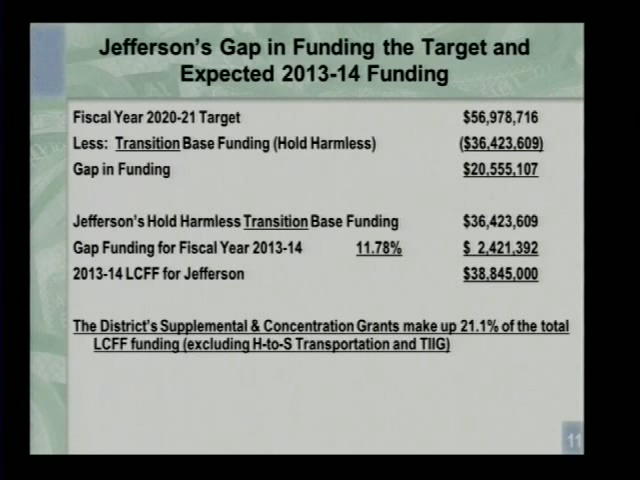 Jefferson's Gap in Funding the Target and
Expected 2013-14 Funding
Fiscal Year 2020-21 Target $56,978,716
Less: Transition Base Funding (Hold Harmless) ($36,423,609)
Gap in Funding $20,555,107
Jefferson's Hold Harmless Transition Base Funding $36,423,609
Gap Funding for Fiscal Year 2013-14 11.78% $ 2,421,392
2013-14 LCFF for Jefferson $38,845,000
The District's Supplemental & Concentration Grants make up 21.1% of the total
LCFF funding (excluding H-to-S Transportation and TIIG)
11